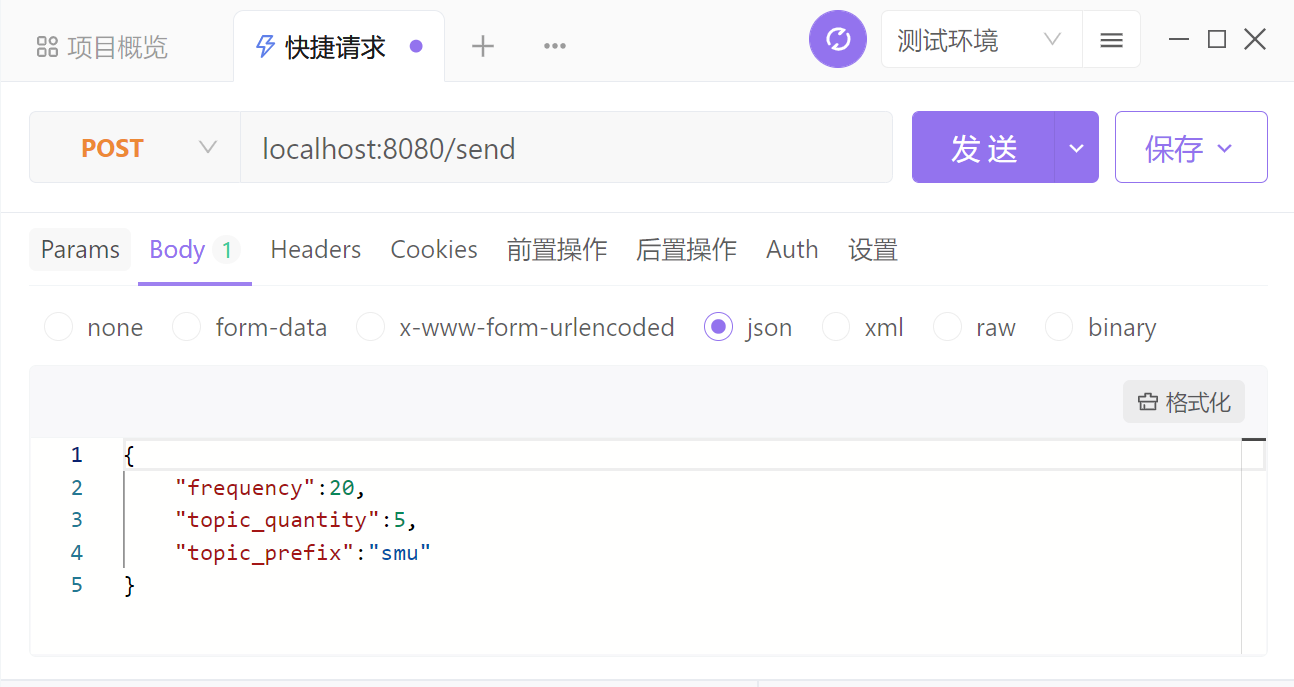 项目概览 快捷请求 测试环境
POST localhost:8080/send 发送 保存
Params Body 1 Headers Cookies 前置操作 后置操作 Auth 设置
none form-data x-www-form-urlencoded json xml raw binary
格式化
1 {
2 "frequency":20,
3 "topic_quantity":5,
4 "topic_prefix":"smu"
5 }